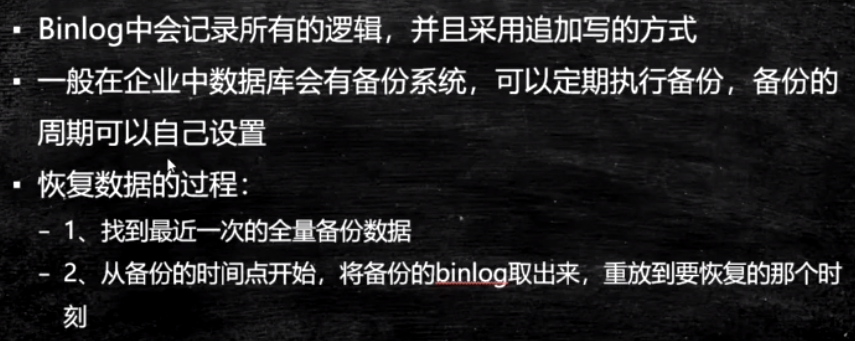 ▪ Binlog中会记录所有的逻辑，并且采用追加写的方式
▪ 一般在企业中数据库会有备份系统，可以定期执行备份，备份的
周期可以自己设置
▪ 恢复数据的过程：
– 1、找到最近一次的全量备份数据
– 2、从备份的时间点开始，将备份的binlog取出来，重放到要恢复的那个时
刻